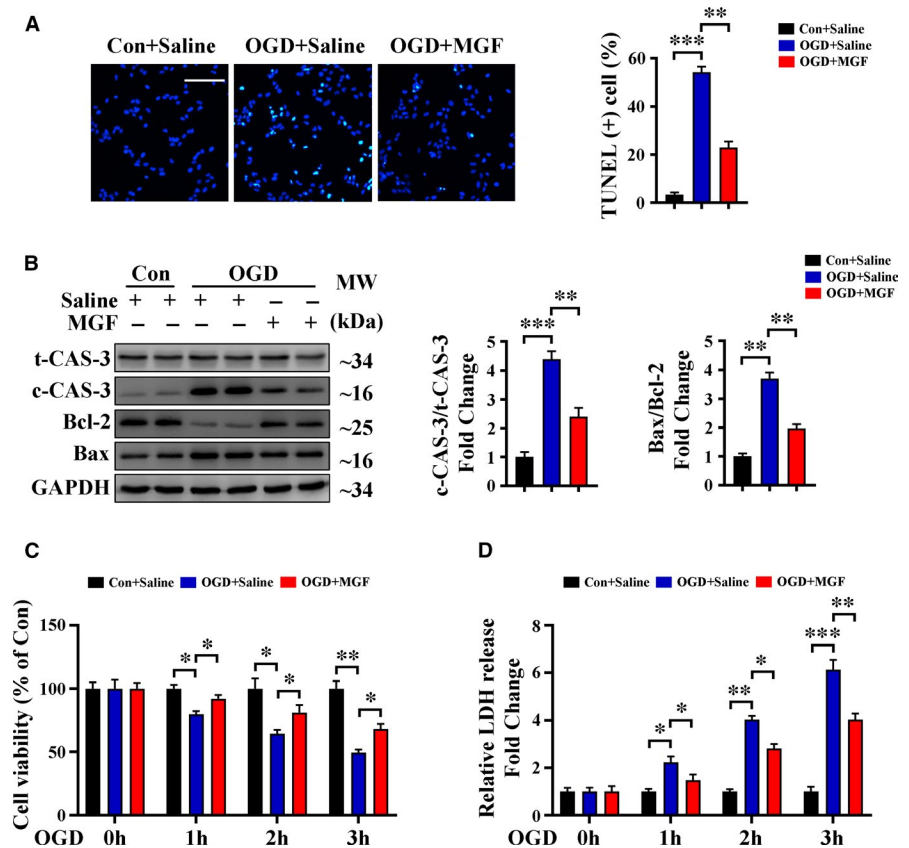 A
Con+Saline OGD+Saline OGD+MGF
TUNEL (+) cell (%)
60
40
20
0
*** **
Con+Saline
OGD+Saline
OGD+MGF
B
Con OGD MW
Saline + + + + − −
MGF − − − − + + (kDa)
t-CAS-3 ~34
c-CAS-3 ~16
Bcl-2 ~25
Bax ~16
GAPDH ~34
c-CAS-3/t-CAS-3
Fold Change
5
4
3
2
1
0
*** **
Bax/Bcl-2
Fold Change
5
4
3
2
1
0
** **
Con+Saline
OGD+Saline
OGD+MGF
C
Con+Saline OGD+Saline OGD+MGF
Cell viability (% of Con)
150
100
50
0
* * * * ** *
OGD 0h 1h 2h 3h
D
Con+Saline OGD+Saline OGD+MGF
Relative LDH release
Fold Change
8
6
4
2
0
* * ** * *** **
OGD 0h 1h 2h 3h